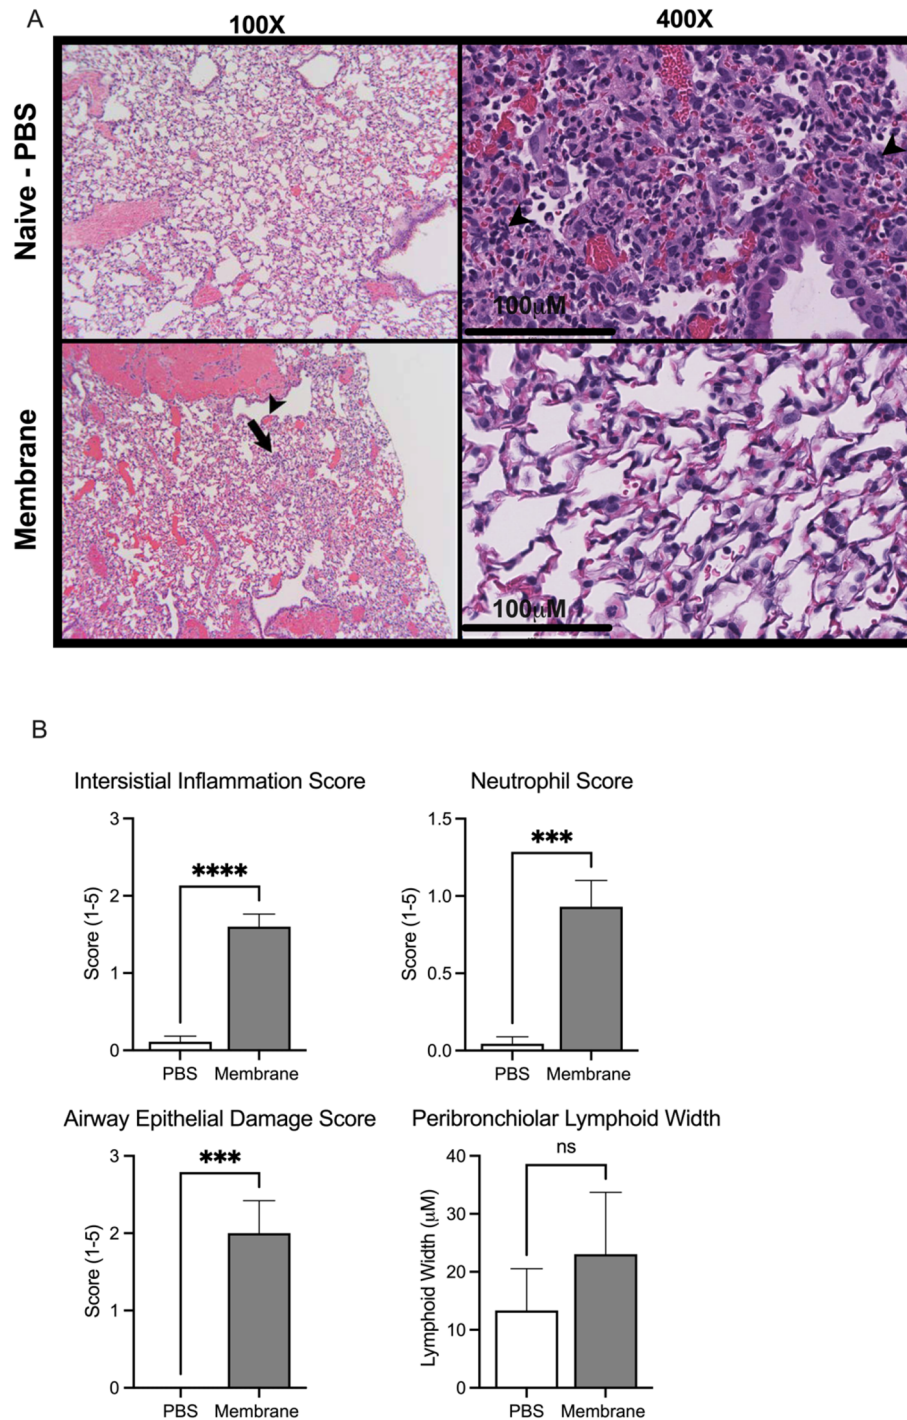 A
100X
400X
Naive - PBS
100μM
Membrane
100μM
B
Intersistial Inflammation Score
Score (1-5)
3
2
1
0
****
PBS
Membrane
Neutrophil Score
Score (1-5)
1.5
1.0
0.5
0.0
***
PBS
Membrane
Airway Epithelial Damage Score
Score (1-5)
3
2
1
0
***
PBS
Membrane
Peribronchiolar Lymphoid Width
Lymphoid Width (μM)
40
30
20
10
0
ns
PBS
Membrane